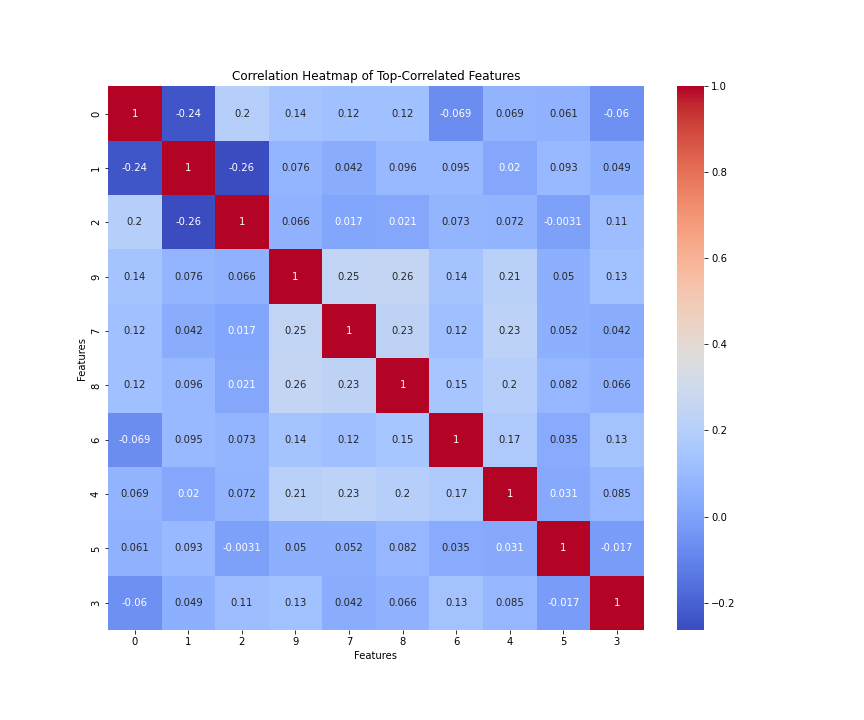 Correlation Heatmap of Top-Correlated Features
0 1 -0.24 0.2 0.14 0.12 0.12 -0.069 0.069 0.061 -0.06
1 -0.24 1 -0.26 0.076 0.042 0.096 0.095 0.02 0.093 0.049
2 0.2 -0.26 1 0.066 0.017 0.021 0.073 0.072 -0.0031 0.11
9 0.14 0.076 0.066 1 0.25 0.26 0.14 0.21 0.05 0.13
7 0.12 0.042 0.017 0.25 1 0.23 0.12 0.23 0.052 0.042
8 0.12 0.096 0.021 0.26 0.23 1 0.15 0.2 0.082 0.066
6 -0.069 0.095 0.073 0.14 0.12 0.15 1 0.17 0.035 0.13
4 0.069 0.02 0.072 0.21 0.23 0.2 0.17 1 0.031 0.085
5 0.061 0.093 -0.0031 0.05 0.052 0.082 0.035 0.031 1 -0.017
3 -0.06 0.049 0.11 0.13 0.042 0.066 0.13 0.085 -0.017 1
0 1 2 9 7 8 6 4 5 3
Features
Features
1.0
0.8
0.6
0.4
0.2
0.0
−0.2